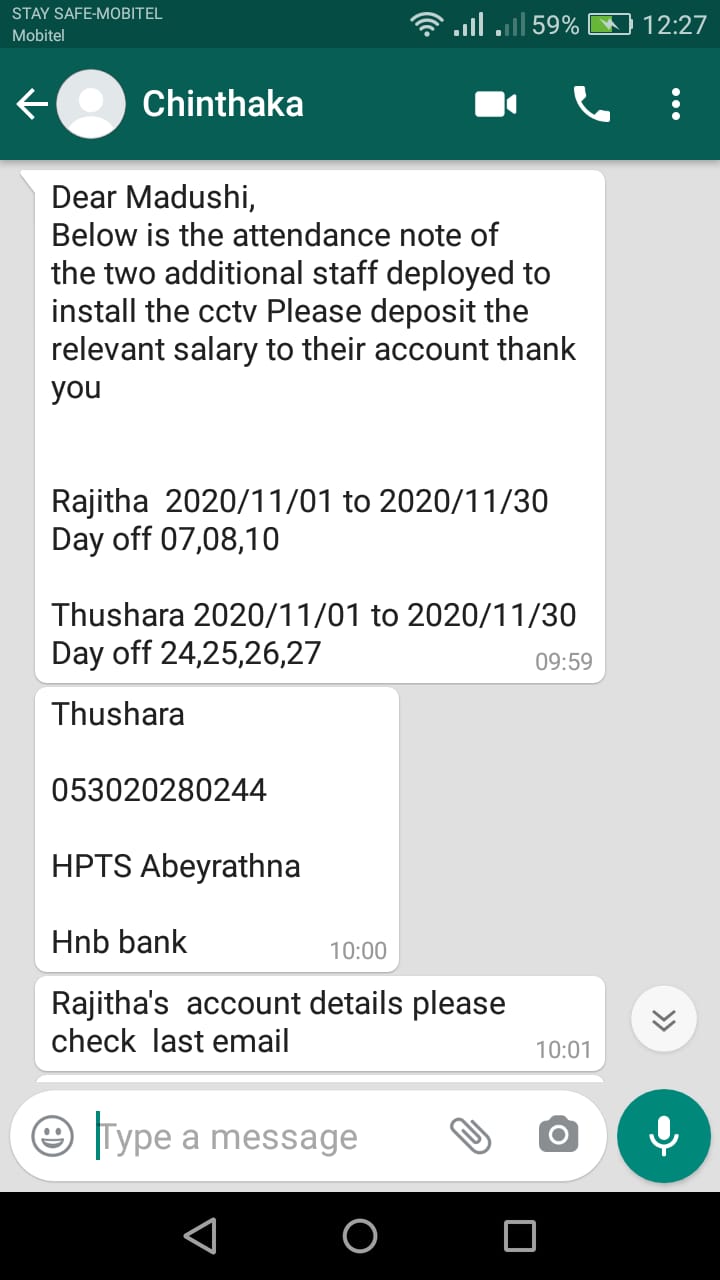 STAY SAFE-MOBITEL
Mobitel
59%
12:27
Chinthaka
Dear Madushi,
Below is the attendance note of
the two additional staff deployed to
install the cctv Please deposit the
relevant salary to their account thank
you
Rajitha  2020/11/01 to 2020/11/30
Day off 07,08,10
Thushara 2020/11/01 to 2020/11/30
Day off 24,25,26,27
09:59
Thushara
053020280244
HPTS Abeyrathna
Hnb bank
10:00
Rajitha's  account details please
check  last email
10:01
Type a message